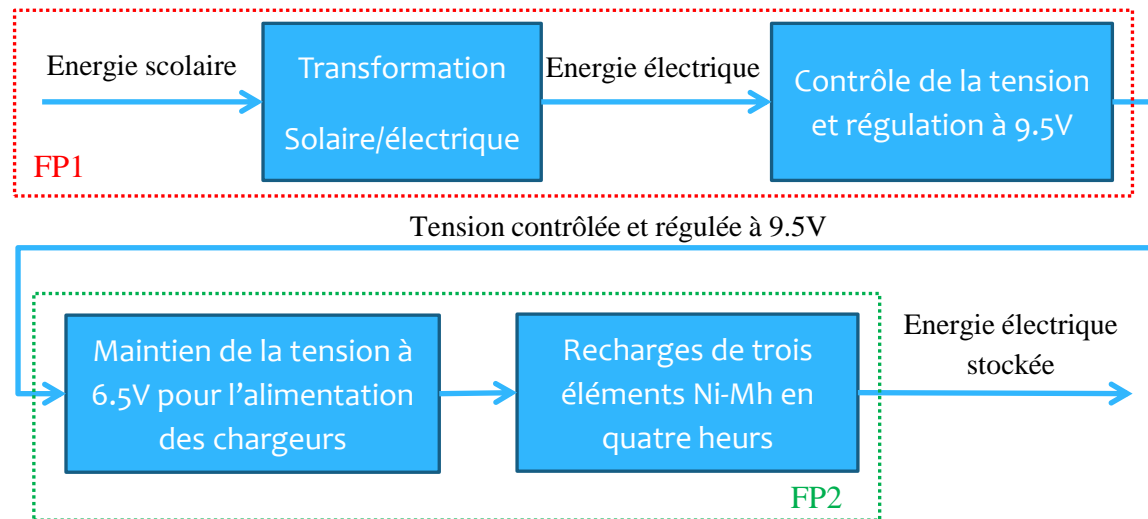 Energie scolaire
Transformation
Solaire/électrique
Energie électrique
Contrôle de la tension
et régulation à 9.5V
FP1
Tension contrôlée et régulée à 9.5V
Maintien de la tension à
6.5V pour l'alimentation
des chargeurs
Recharges de trois
éléments Ni-Mh en
quatre heurs
Energie électrique
stockée
FP2